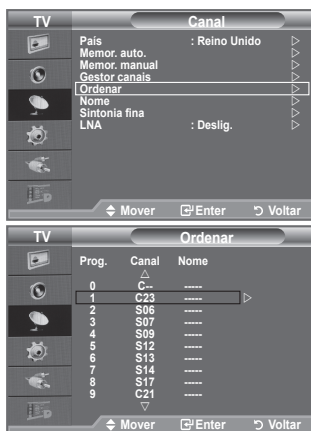 TV Canal
País : Reino Unido
Memor. auto.
Memor. manual
Gestor canais
Ordenar
Nome
Sintonia fina
LNA : Deslig.
Mover Enter Voltar
TV Ordenar
Prog. Canal Nome
0 C-- -----
1 C23 -----
2 S06 -----
3 S07 -----
4 S09 -----
5 S12 -----
6 S13 -----
7 S14 -----
8 S17 -----
9 C21 -----
Mover Enter Voltar